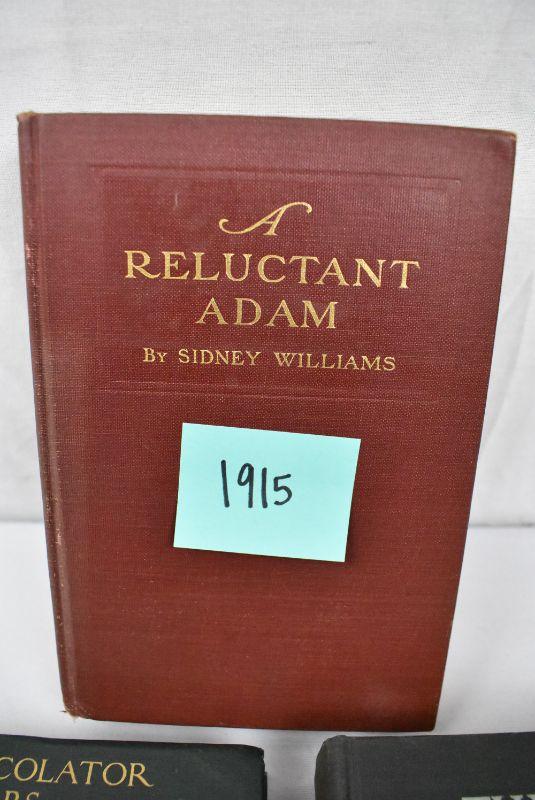 A
RELUCTANT
ADAM
BY SIDNEY WILLIAMS
1915
COLATOR